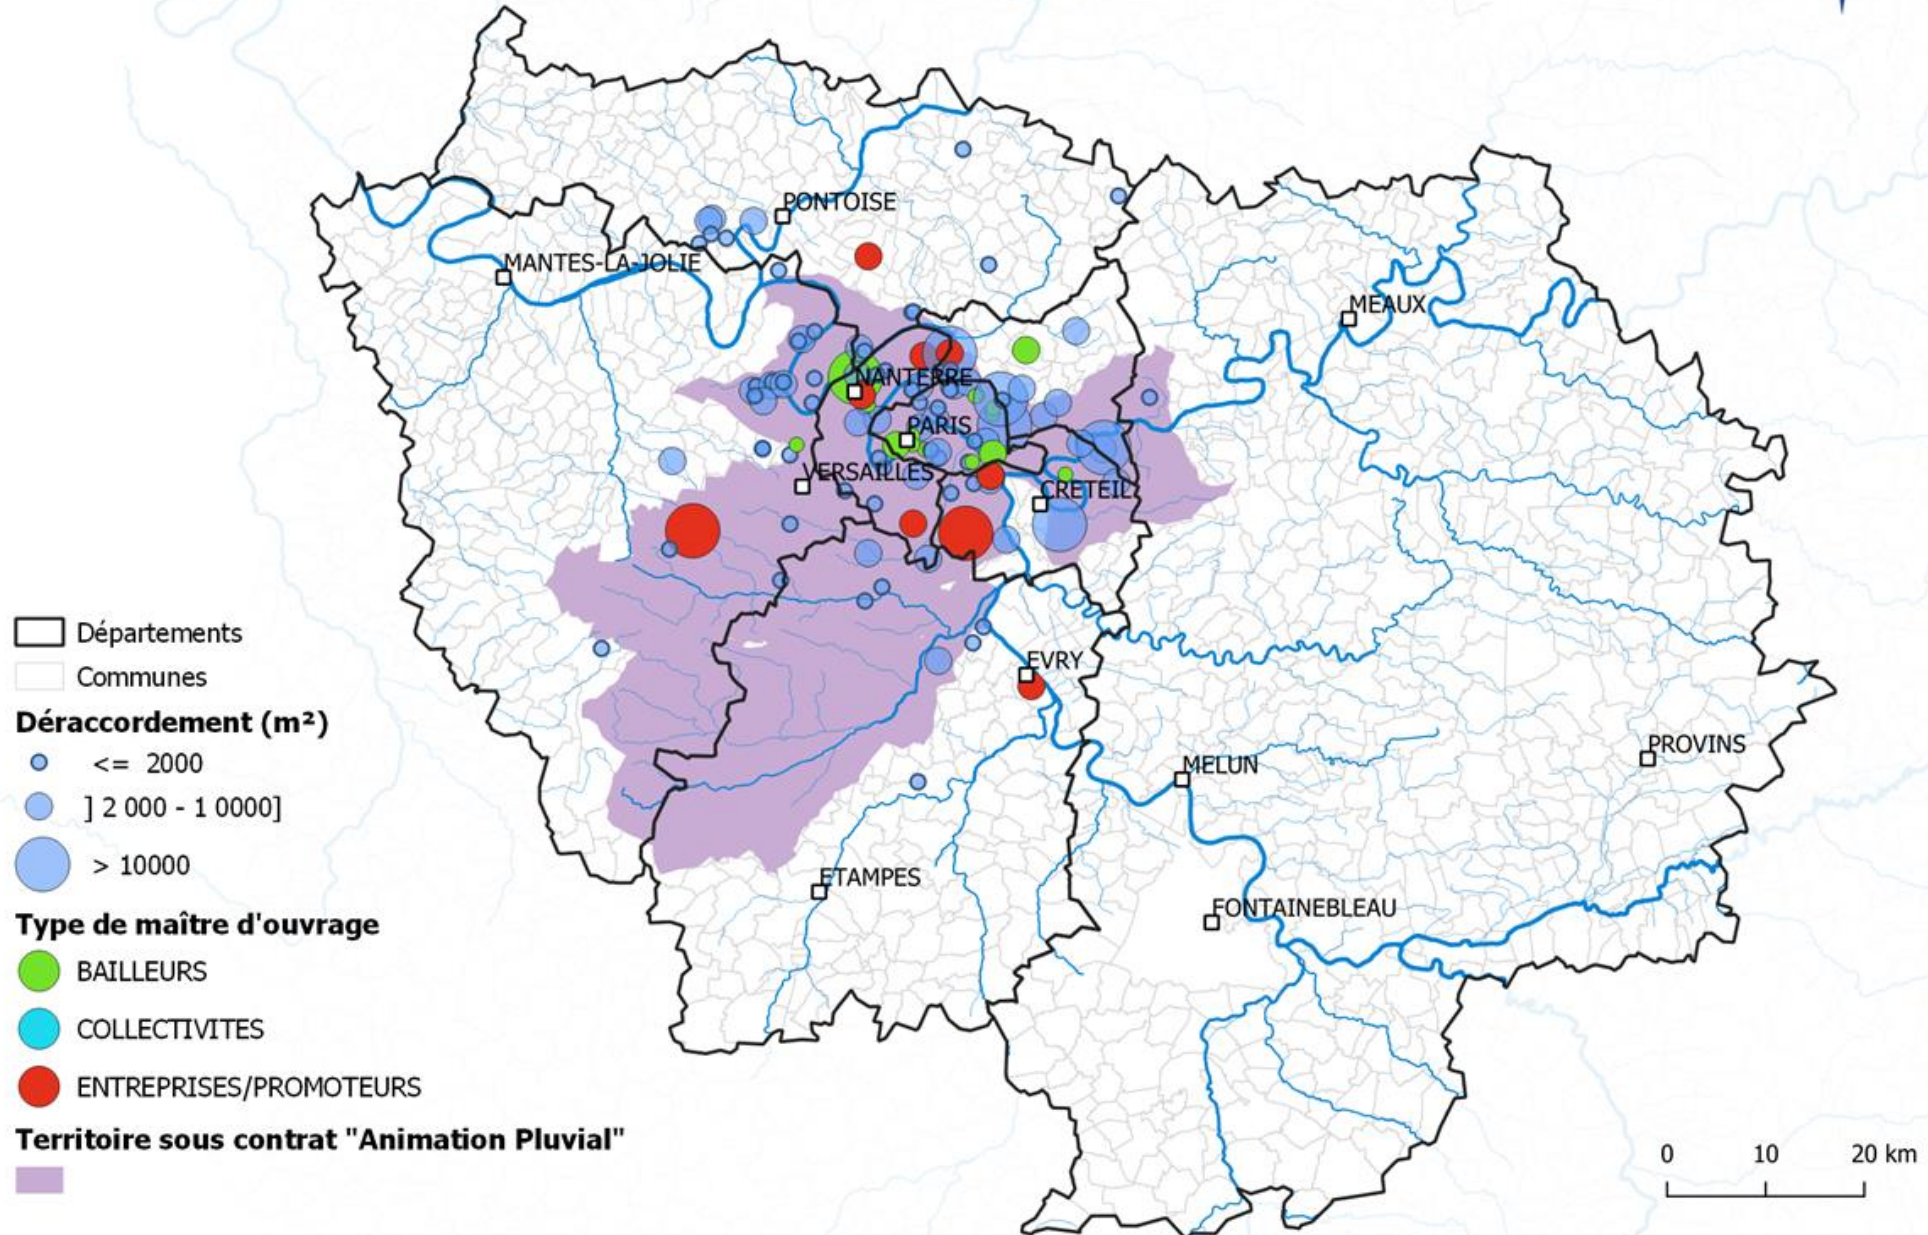 PONTOISE
MANTES-LA-JOLIE
MEAUX
NANTERRE
PARIS
VERSAILLES
CRETEIL
Départements
Communes
EVRY
Déraccordement (m²)
<= 2000
] 2 000 - 1 0000]
> 10000
PROVINS
MELUN
ETAMPES
FONTAINEBLEAU
Type de maître d'ouvrage
BAILLEURS
COLLECTIVITES
ENTREPRISES/PROMOTEURS
Territoire sous contrat "Animation Pluvial"
0 10 20 km